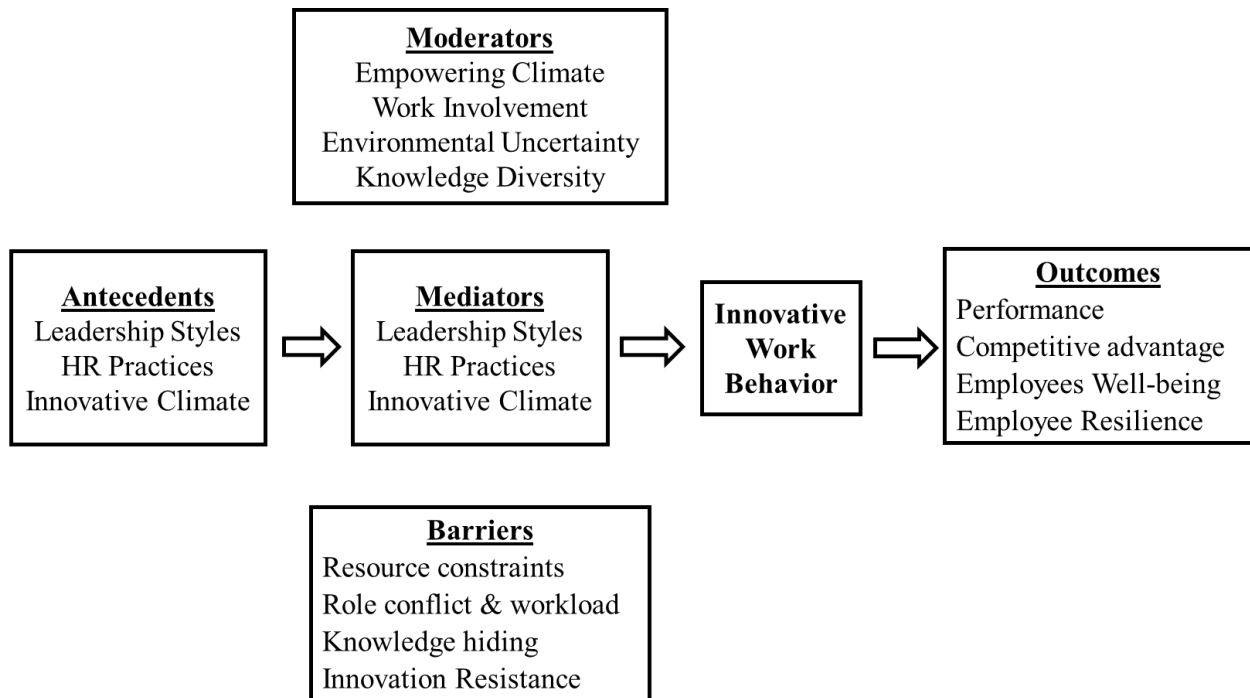 Moderators
Empowering Climate
Work Involvement
Environmental Uncertainty
Knowledge Diversity
Antecedents
Leadership Styles
HR Practices
Innovative Climate
Mediators
Leadership Styles
HR Practices
Innovative Climate
Innovative
Work
Behavior
Outcomes
Performance
Competitive advantage
Employees Well-being
Employee Resilience
Barriers
Resource constraints
Role conflict & workload
Knowledge hiding
Innovation Resistance